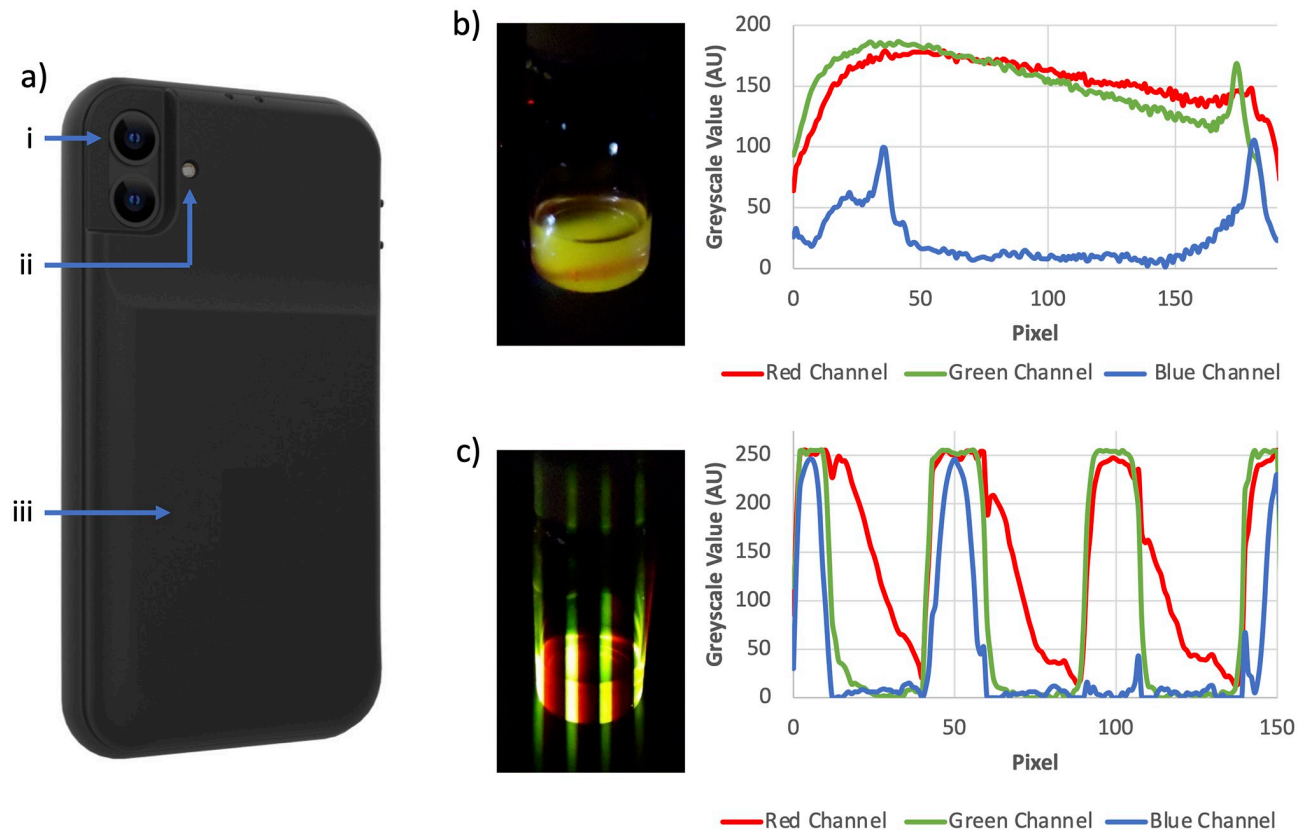 a)
i
ii
iii
b)
Greyscale Value (AU)
200
150
100
50
0
0 50 100 150
Pixel
Red Channel Green Channel Blue Channel
c)
Greyscale Value (AU)
250
200
150
100
50
0
0 50 100 150
Pixel
Red Channel Green Channel Blue Channel